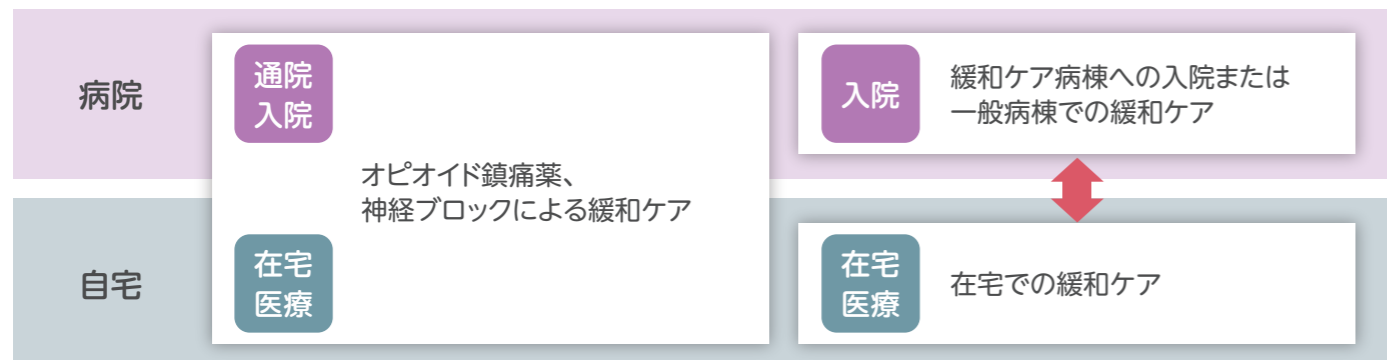 病院
通院
入院
オピオイド鎮痛薬、
神経ブロックによる緩和ケア
在宅
医療
入院
緩和ケア病棟への入院または
一般病棟での緩和ケア
自宅
在宅
医療
在宅での緩和ケア